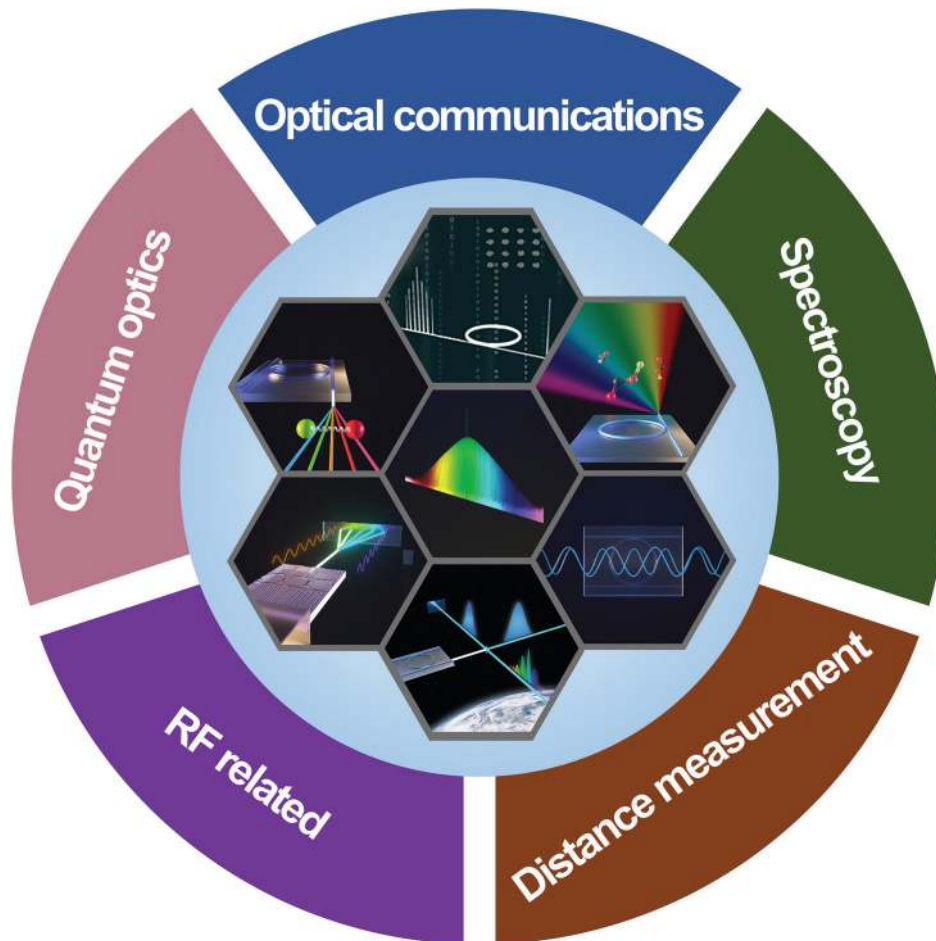 Optical communications
Spectroscopy
Distance measurement
RF related
Quantum optics